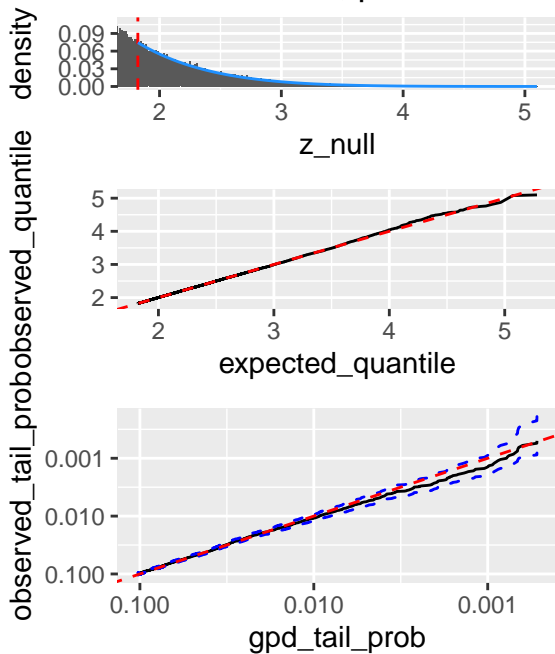 density
0.09
0.06
0.03
0.00
2 3 4 5
z_null
observed_quantile
5
4
3
2
2 3 4 5
expected_quantile
observed_tail_prob
0.001
0.010
0.100
0.100 0.010 0.001
gpd_tail_prob